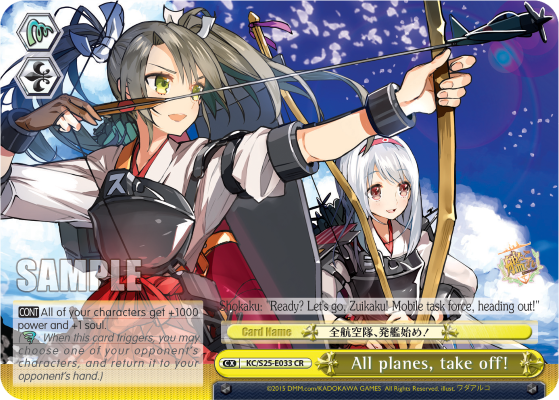 SAMPLE
CONT All of your characters get +1000
power and +1 soul.
( : When this card triggers, you may
choose one of your opponent's
characters, and return it to your
opponent's hand.)
Shokaku: "Ready? Let's go, Zuikaku! Mobile task force, heading out!"
Card Name 全航空隊、発艦始め!
CX KC/S25-E033 CR All planes, take off!
©2015 DMM.com/KADOKAWA GAMES All Rights Reserved. illust. ワダアルコ